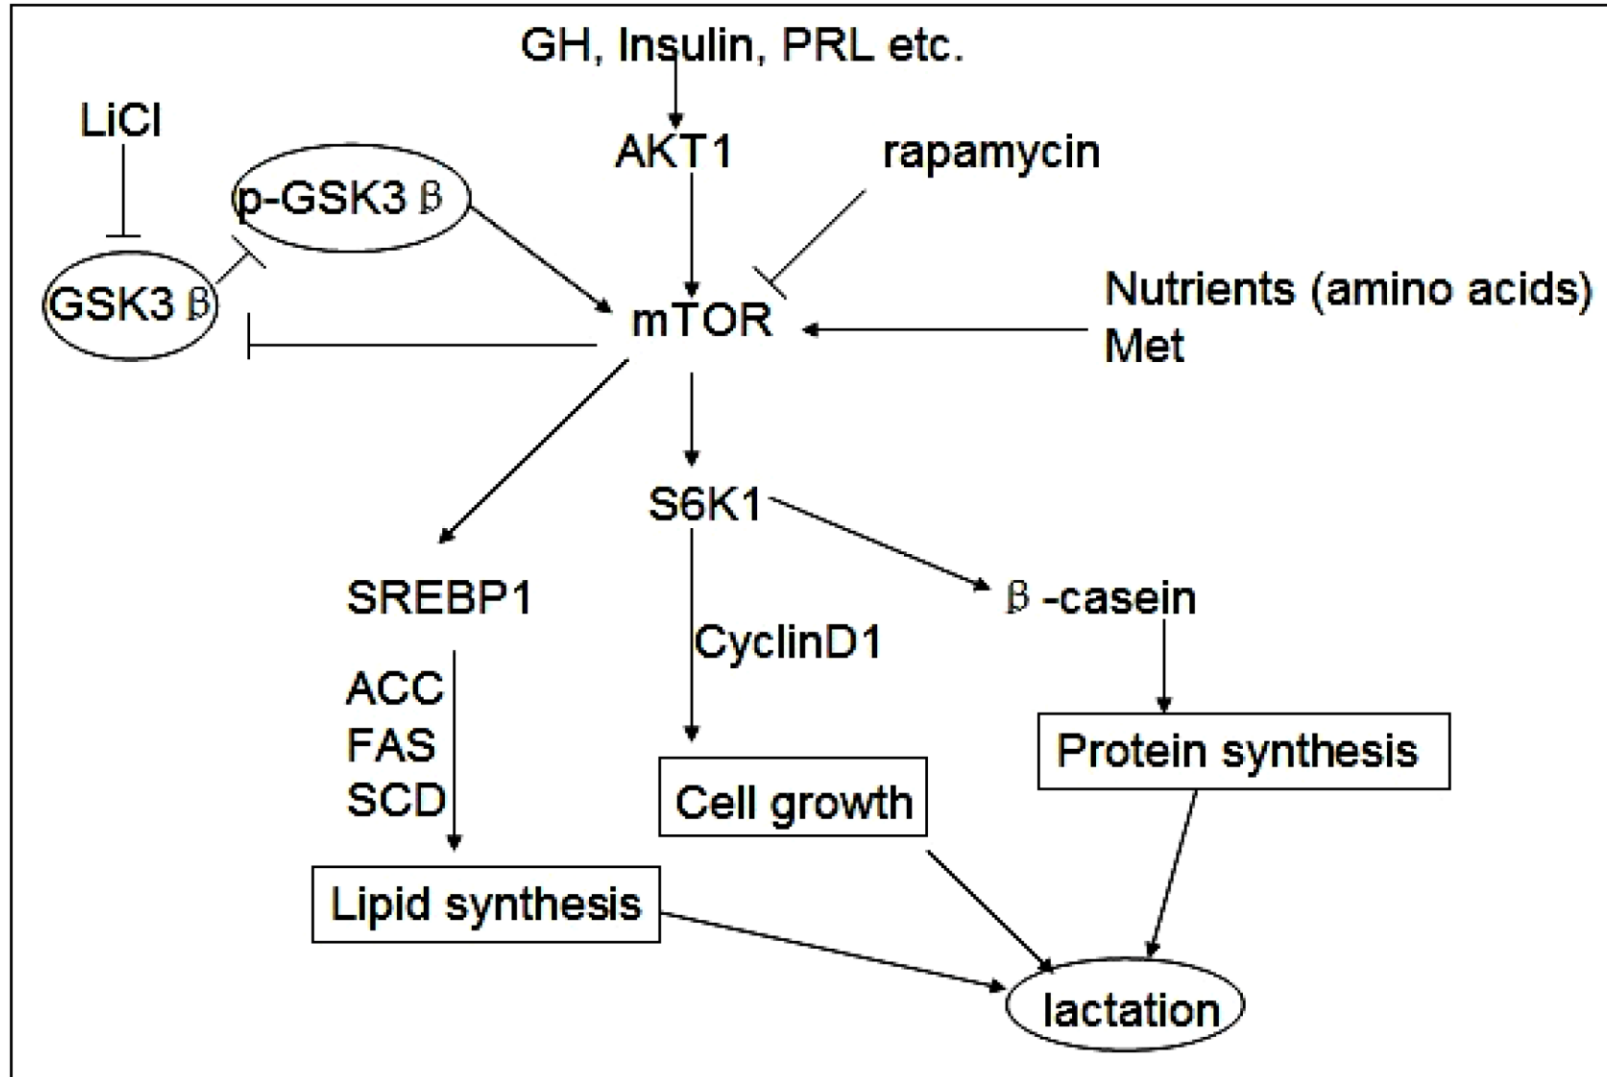 GH, Insulin, PRL etc.
LiCl
AKT1
rapamycin
p-GSK3 β
GSK3 β
mTOR
Nutrients (amino acids)
Met
S6K1
SREBP1
β -casein
CyclinD1
ACC
FAS
SCD
Protein synthesis
Cell growth
Lipid synthesis
lactation